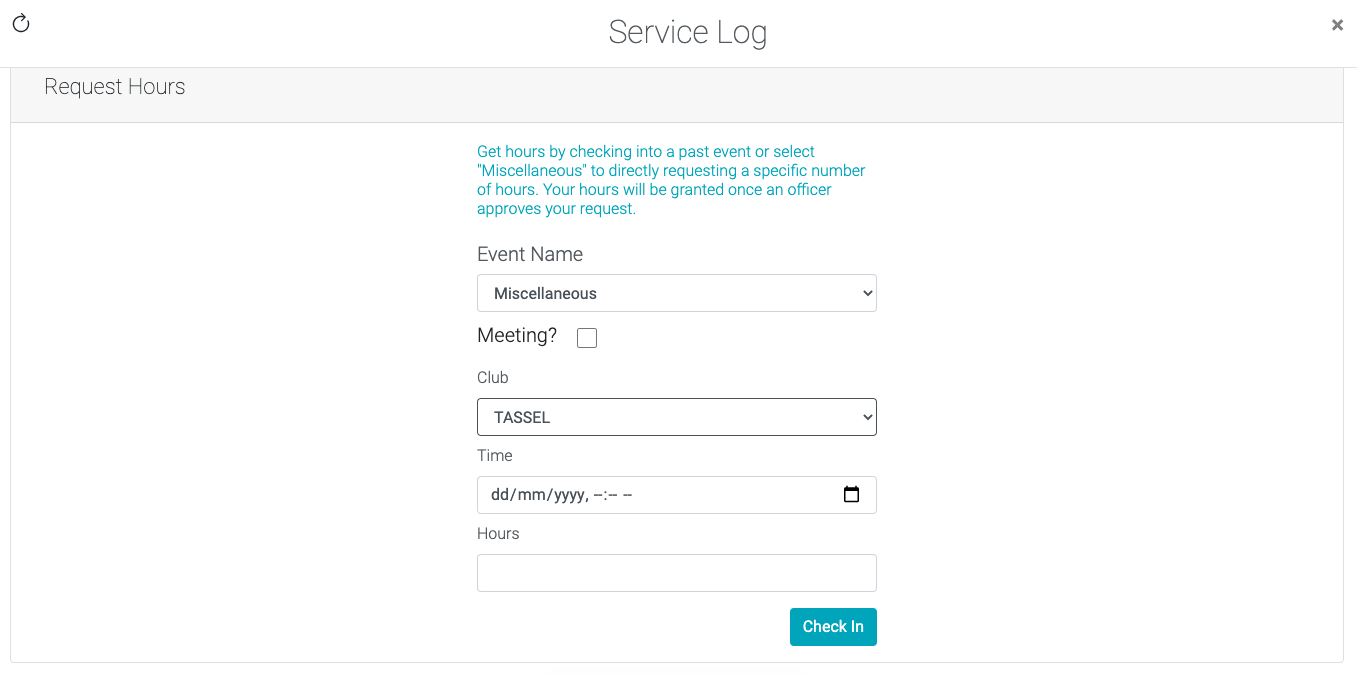 Service Log
×
Request Hours
Get hours by checking into a past event or select
"Miscellaneous" to directly requesting a specific number
of hours. Your hours will be granted once an officer
approves your request.
Event Name
Miscellaneous
Meeting?
Club
TASSEL
Time
dd/mm/yyyy, --:-- --
Hours
Check In